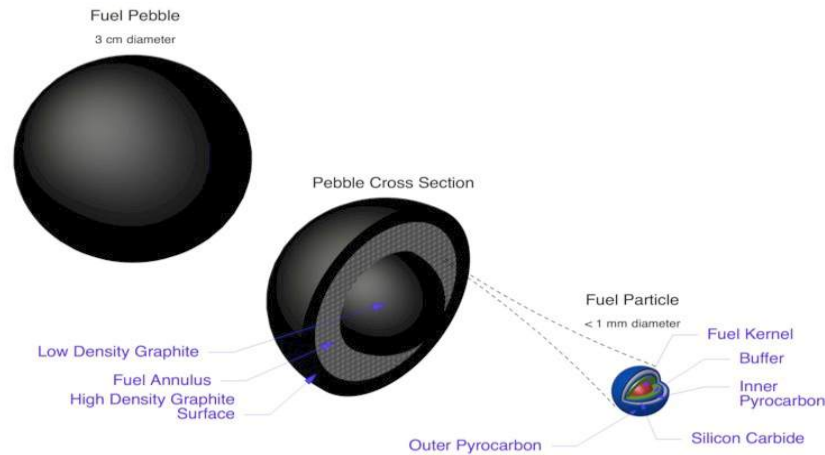 Fuel Pebble
3 cm diameter
Pebble Cross Section
Low Density Graphite
Fuel Annulus
High Density Graphite
Surface
Fuel Particle
< 1 mm diameter
Fuel Kernel
Buffer
Inner
Pyrocarbon
Silicon Carbide
Outer Pyrocarbon